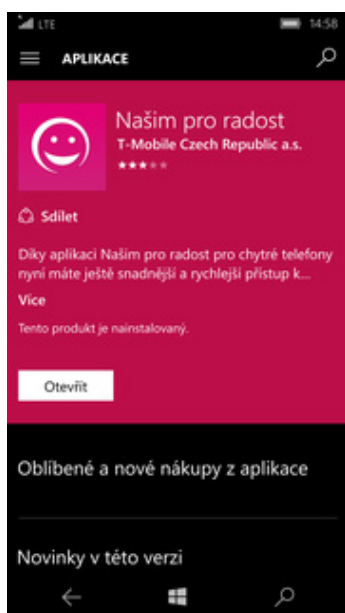 LTE 14:58
APLIKACE
Našim pro radost
T-Mobile Czech Republic a.s.
Sdílet
Díky aplikaci Našim pro radost pro chytré telefony
nyní máte ještě snadnější a rychlejší přístup k...
Více
Tento produkt je nainstalovaný.
Otevřít
Oblíbené a nové nákupy z aplikace
Novinky v této verzi